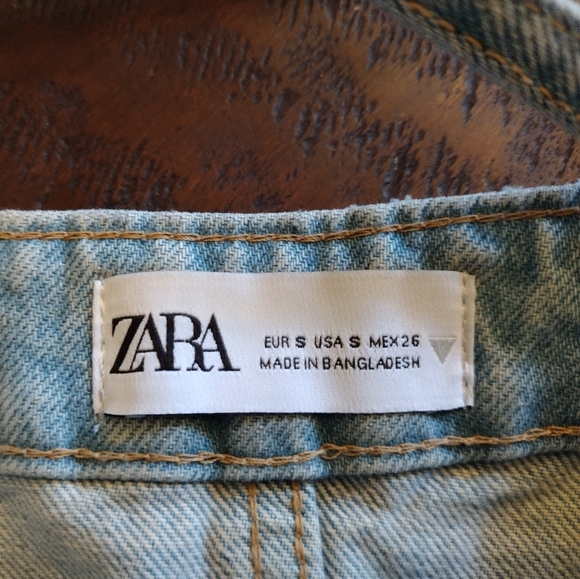 ZARA
EUR S USA S MEX 26
MADE IN BANGLADESH